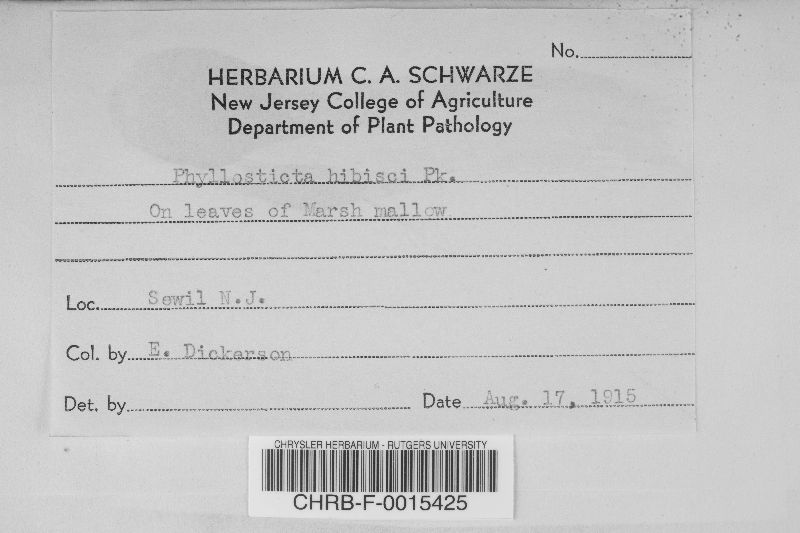 No.
HERBARIUM C. A. SCHWARZE
New Jersey College of Agriculture
Department of Plant Pathology
Phyllosticta hibisci Pk.
On leaves of Marsh mallow
Loc. Sewil N.J.
Col. by E. Dickerson
Det. by
Date Aug. 17, 1915
CHRYSLER HERBARIUM - RUTGERS UNIVERSITY
CHRB-F-0015425